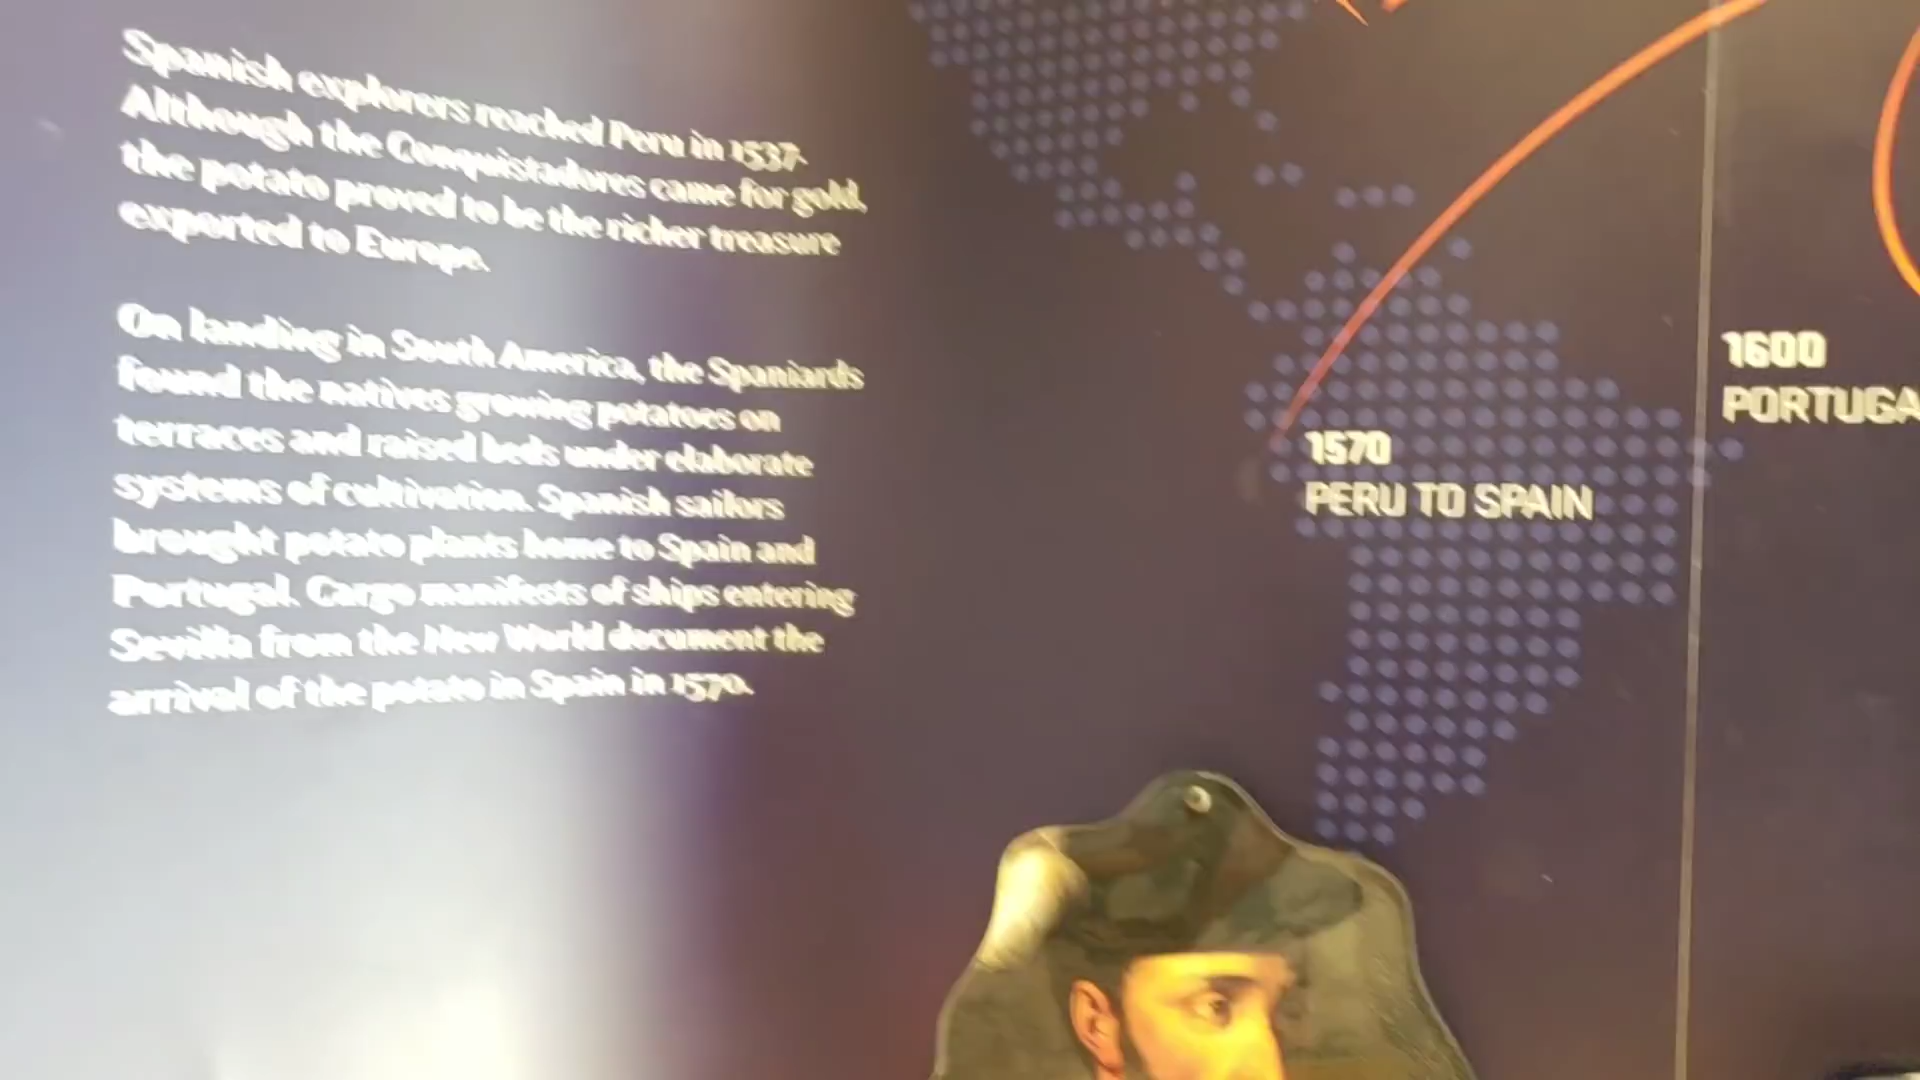 Spanish explorers reached Peru in 1537.
Although the Conquistadores came for gold,
the potato proved to be the richer treasure
exported to Europe.
On landing in South America, the Spaniards
found the natives growing potatoes on
terraces and raised beds under elaborate
systems of cultivation. Spanish sailors
brought potato plants home to Spain and
Portugal. Cargo manifests of ships entering
Sevilla from the New World document the
arrival of the potato in Spain in 1570.
1570
PERU TO SPAIN
1600
PORTUGA